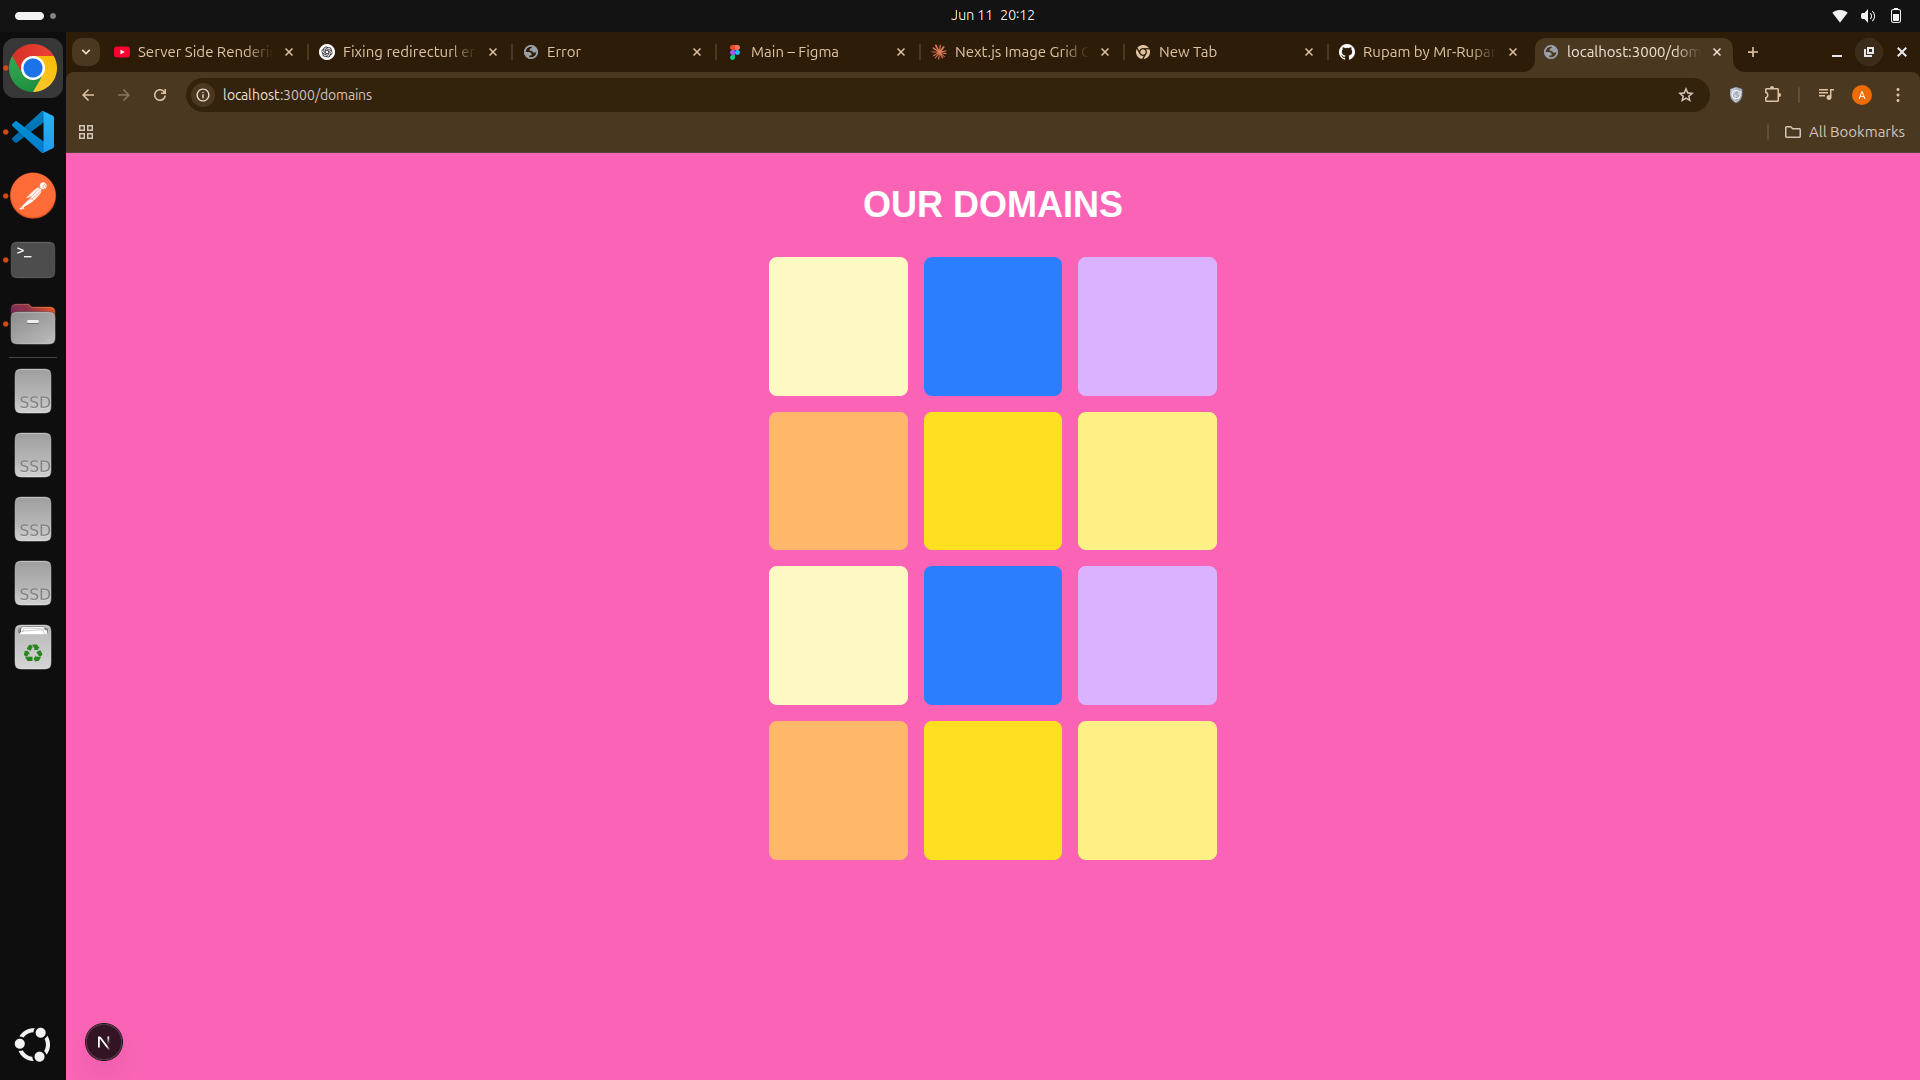 Jun 11 20:12
Server Side Renderi
Fixing redirecturl er
Error
Main – Figma
Next.js Image Grid C
New Tab
Rupam by Mr-Rupam
localhost:3000/dom
localhost:3000/domains
A
All Bookmarks
OUR DOMAINS
>_
SSD
SSD
SSD
SSD
N